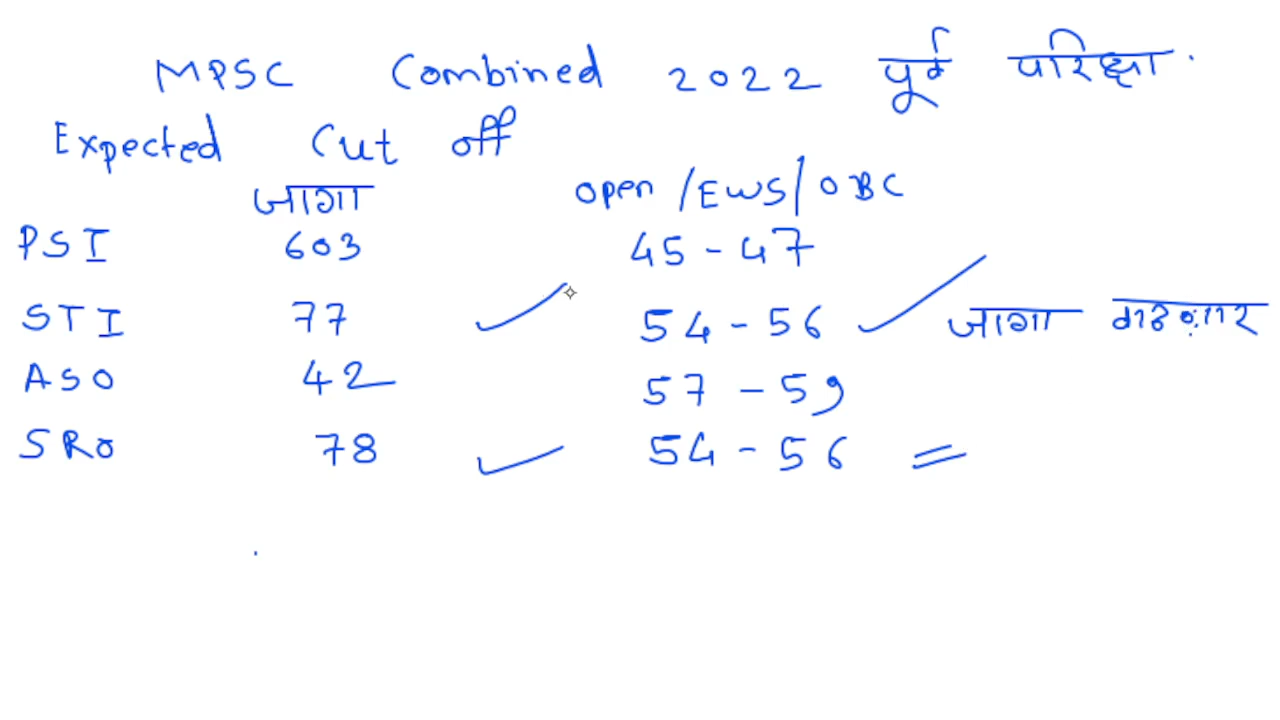 MPSC Combined 2022 पूर्व परिक्षा.
Expected Cut off
जागा Open /EWS/OBC
PSI 603 45 - 47
STI 77 54 - 56 जागा वाढणार
ASO 42 57 - 59
SRO 78 54 - 56